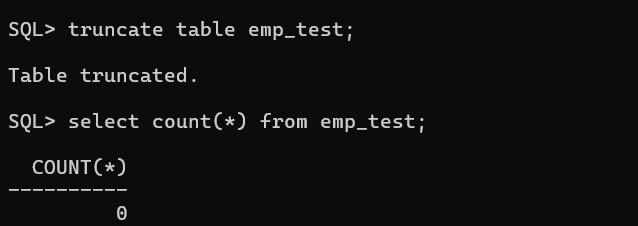 SQL> truncate table emp_test;
Table truncated.
SQL> select count(*) from emp_test;
  COUNT(*)
----------
         0